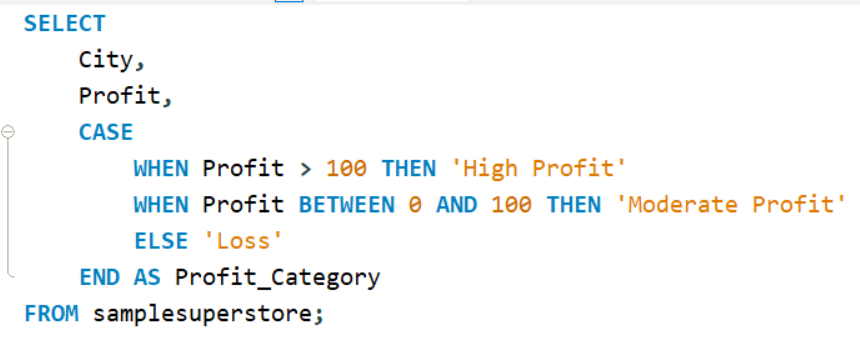 SELECT
City,
Profit,
CASE
WHEN Profit > 100 THEN 'High Profit'
WHEN Profit BETWEEN 0 AND 100 THEN 'Moderate Profit'
ELSE 'Loss'
END AS Profit_Category
FROM samplesuperstore;